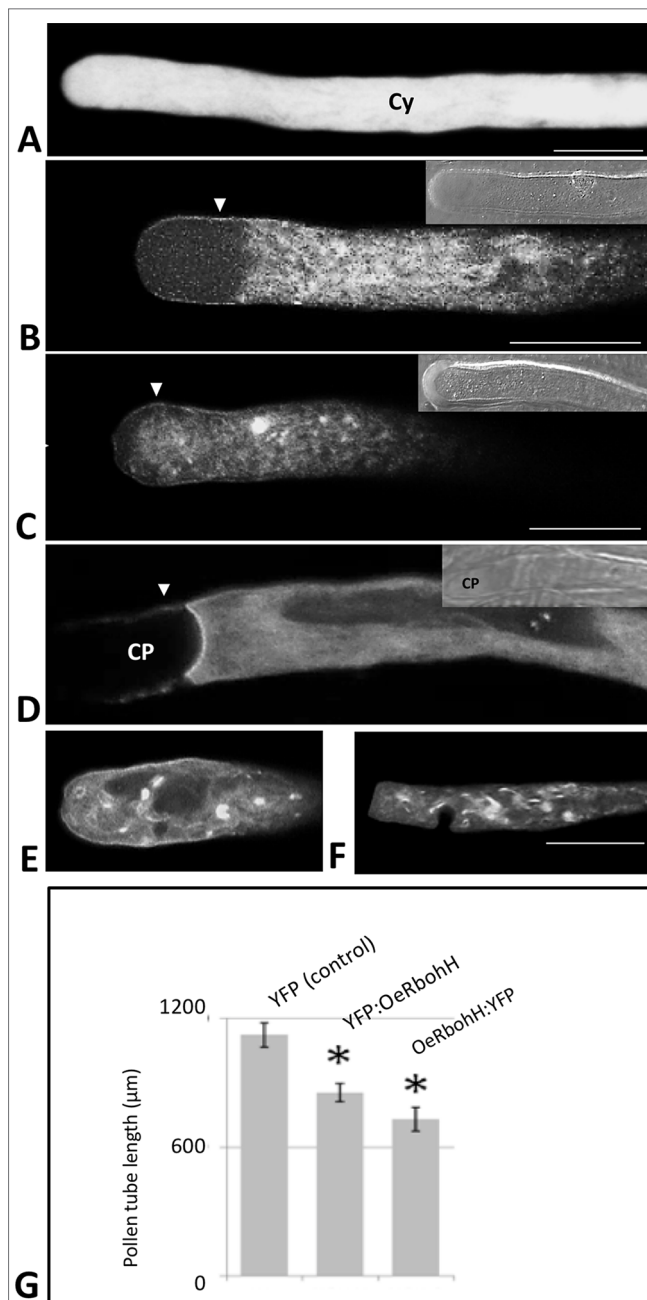 Cy
A
B
C
CP
CP
D
E
F
YFP (control)
YFP:OeRbohH
OeRbohH:YFP
1200
*
*
Pollen tube length (µm)
600
0
G